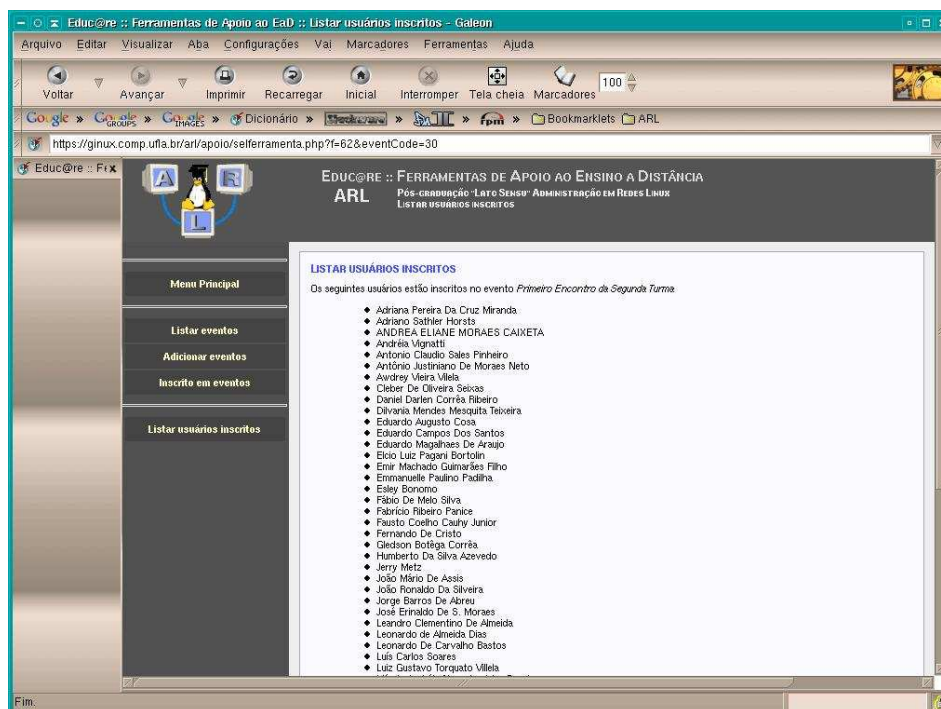 Educ@re :: Ferramentas de Apoio ao EaD :: Listar usuários inscritos - Galeon
Arquivo Editar Visualizar Aba Configurações Vai Marcadores Ferramentas Ajuda
Voltar Avançar Imprimir Recarregar Inicial Interromper Tela cheia Marcadores 100
Google » GROUPS » IMAGES » Dicionário » » » fpm » Bookmarklets ARL
https://ginux.comp.ufla.br/arl/apoio/selferramenta.php?f=62&eventCode=30
Educ@re :: Fe x
A R L
EDUC@RE :: FERRAMENTAS DE APOIO AO ENSINO A DISTÂNCIA
ARL PÓS-GRADUAÇÃO "LATO SENSU" ADMINISTRAÇÃO EM REDES LINUX
LISTAR USUÁRIOS INSCRITOS
Menu Principal
Listar eventos
Adicionar eventos
Inscrito em eventos
Listar usuários inscritos
LISTAR USUÁRIOS INSCRITOS
Os seguintes usuários estão inscritos no evento Primeiro Encontro da Segunda Turma
Adriana Pereira Da Cruz Miranda
Adriano Sathler Horsts
ANDREA ELIANE MORAES CAIXETA
Andréia Vignatti
Antonio Claudio Sales Pinheiro
Antônio Justiniano De Moraes Neto
Awdrey Vieira Vilela
Cleber De Oliveira Seixas
Daniel Darlen Corrêa Ribeiro
Dilvania Mendes Mesquita Teixeira
Eduardo Augusto Cosa
Eduardo Campos Dos Santos
Eduardo Magalhaes De Araujo
Elcio Luiz Pagani Bortolin
Emir Machado Guimarães Filho
Emmanuelle Paulino Padilha
Esley Bonomo
Fábio De Melo Silva
Fabrício Ribeiro Panice
Fausto Coelho Cauhy Junior
Fernando De Cristo
Gledson Botêga Corrêa
Humberto Da Silva Azevedo
Jerry Metz
João Mário De Assis
João Ronaldo Da Silveira
Jorge Barros De Abreu
José Erinaldo De S. Moraes
Leandro Clementino De Almeida
Leonardo de Almeida Dias
Leonardo De Carvalho Bastos
Luís Carlos Soares
Luiz Gustavo Torquato Villela
Fim.